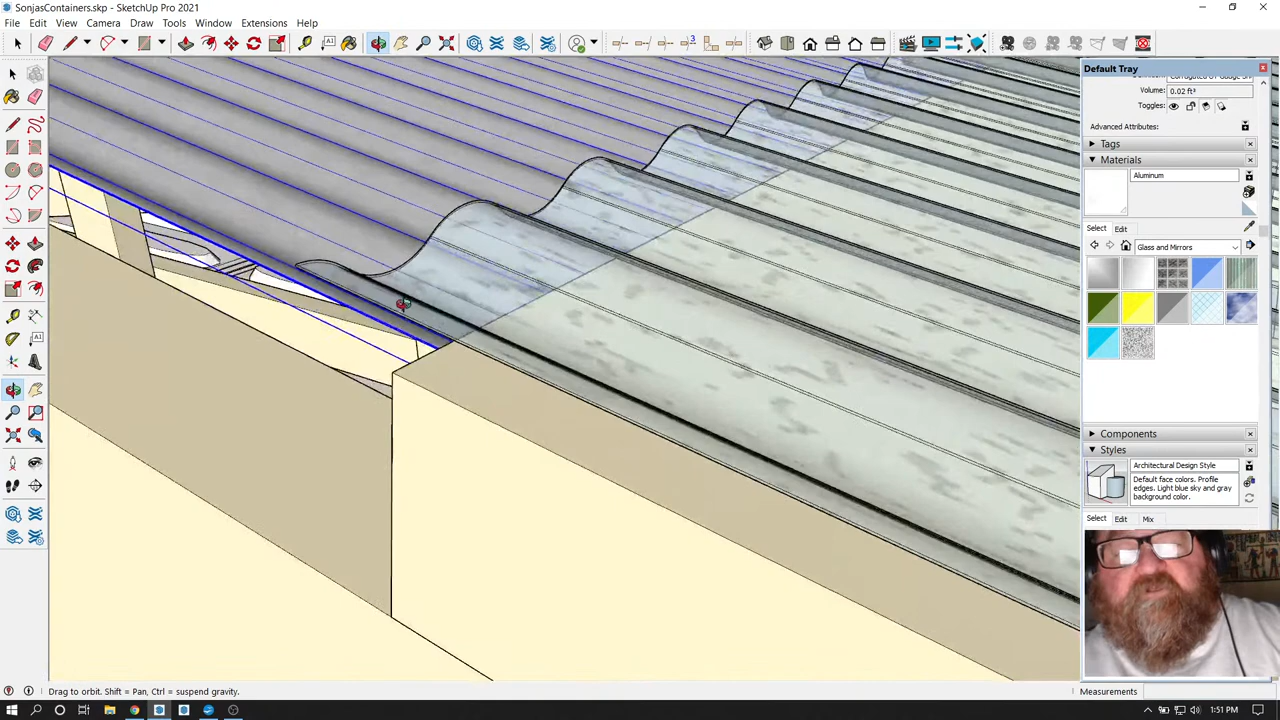 SonjasContainers.skp - SketchUp Pro 2021
File Edit View Camera Draw Tools Window Extensions Help
3
Default Tray
Volume: 0.02 ft³
Toggles:
Advanced Attributes:
Tags
Materials
Aluminum
Select Edit
Glass and Mirrors
Components
Styles
Architectural Design Style
Default face colors. Profile
edges. Light blue sky and gray
background color.
Select Edit Mix
Drag to orbit. Shift = Pan, Ctrl = suspend gravity.
Measurements
1:51 PM